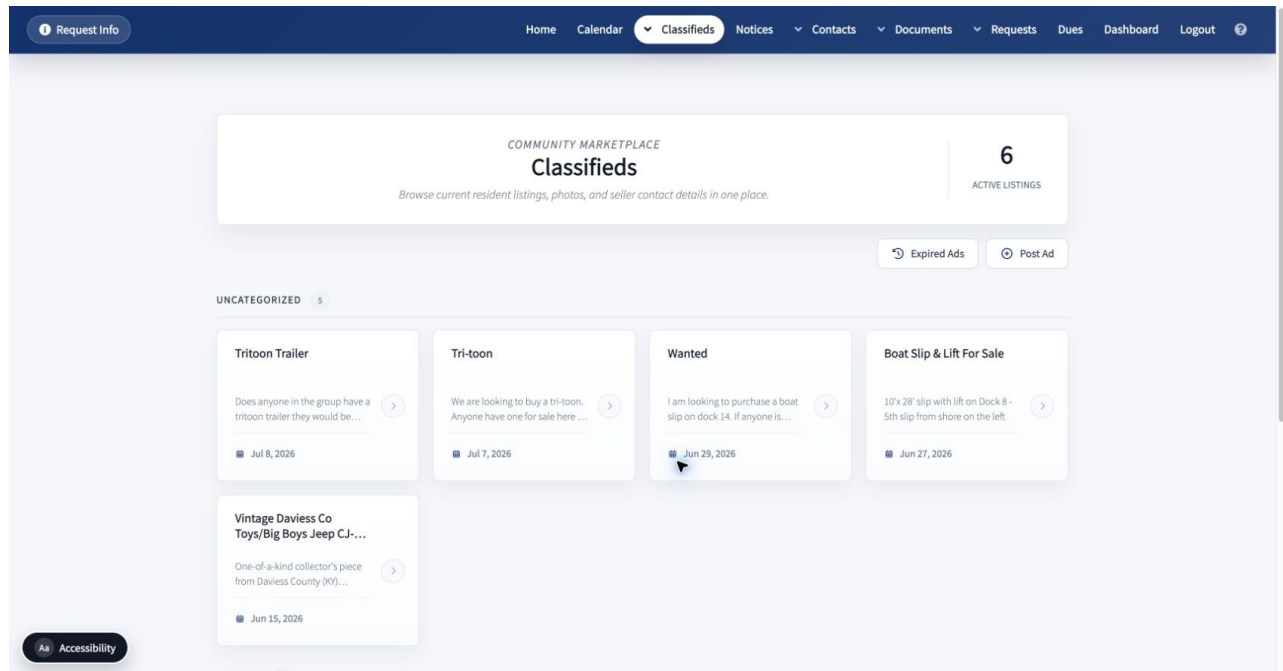 Request Info
Home Calendar Classifieds Notices Contacts Documents Requests Dues Dashboard Logout ?
COMMUNITY MARKETPLACE
Classifieds
Browse current resident listings, photos, and seller contact details in one place.
6
ACTIVE LISTINGS
Expired Ads
Post Ad
UNCATEGORIZED 5
Tritoon Trailer
Does anyone in the group have a
tritoon trailer they would be…
Jul 8, 2026
Tri-toon
We are looking to buy a tri-toon.
Anyone have one for sale here …
Jul 7, 2026
Wanted
I am looking to purchase a boat
slip on dock 14. If anyone is…
Jun 29, 2026
Boat Slip & Lift For Sale
10'x 28' slip with lift on Dock 8 -
5th slip from shore on the left
Jun 27, 2026
Vintage Daviess Co
Toys/Big Boys Jeep CJ-…
One-of-a-kind collector's piece
from Daviess County (KY)…
Jun 15, 2026
Aa Accessibility